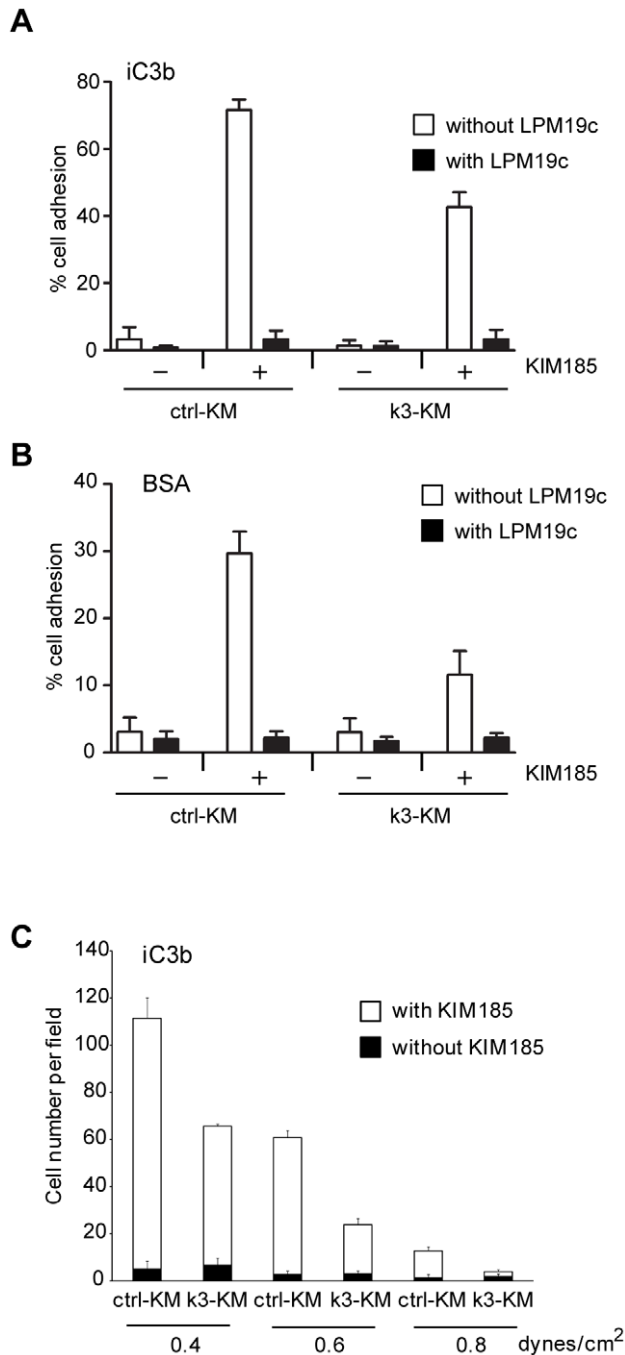 A
iC3b
80
60
40
20
0
% cell adhesion
without LPM19c
with LPM19c
− + − + KIM185
ctrl-KM k3-KM
B
BSA
40
30
20
10
0
% cell adhesion
without LPM19c
with LPM19c
− + − + KIM185
ctrl-KM k3-KM
C
iC3b
140
120
100
80
60
40
20
0
Cell number per field
with KIM185
without KIM185
ctrl-KM k3-KM ctrl-KM k3-KM ctrl-KM k3-KM
0.4 0.6 0.8 dynes/cm²